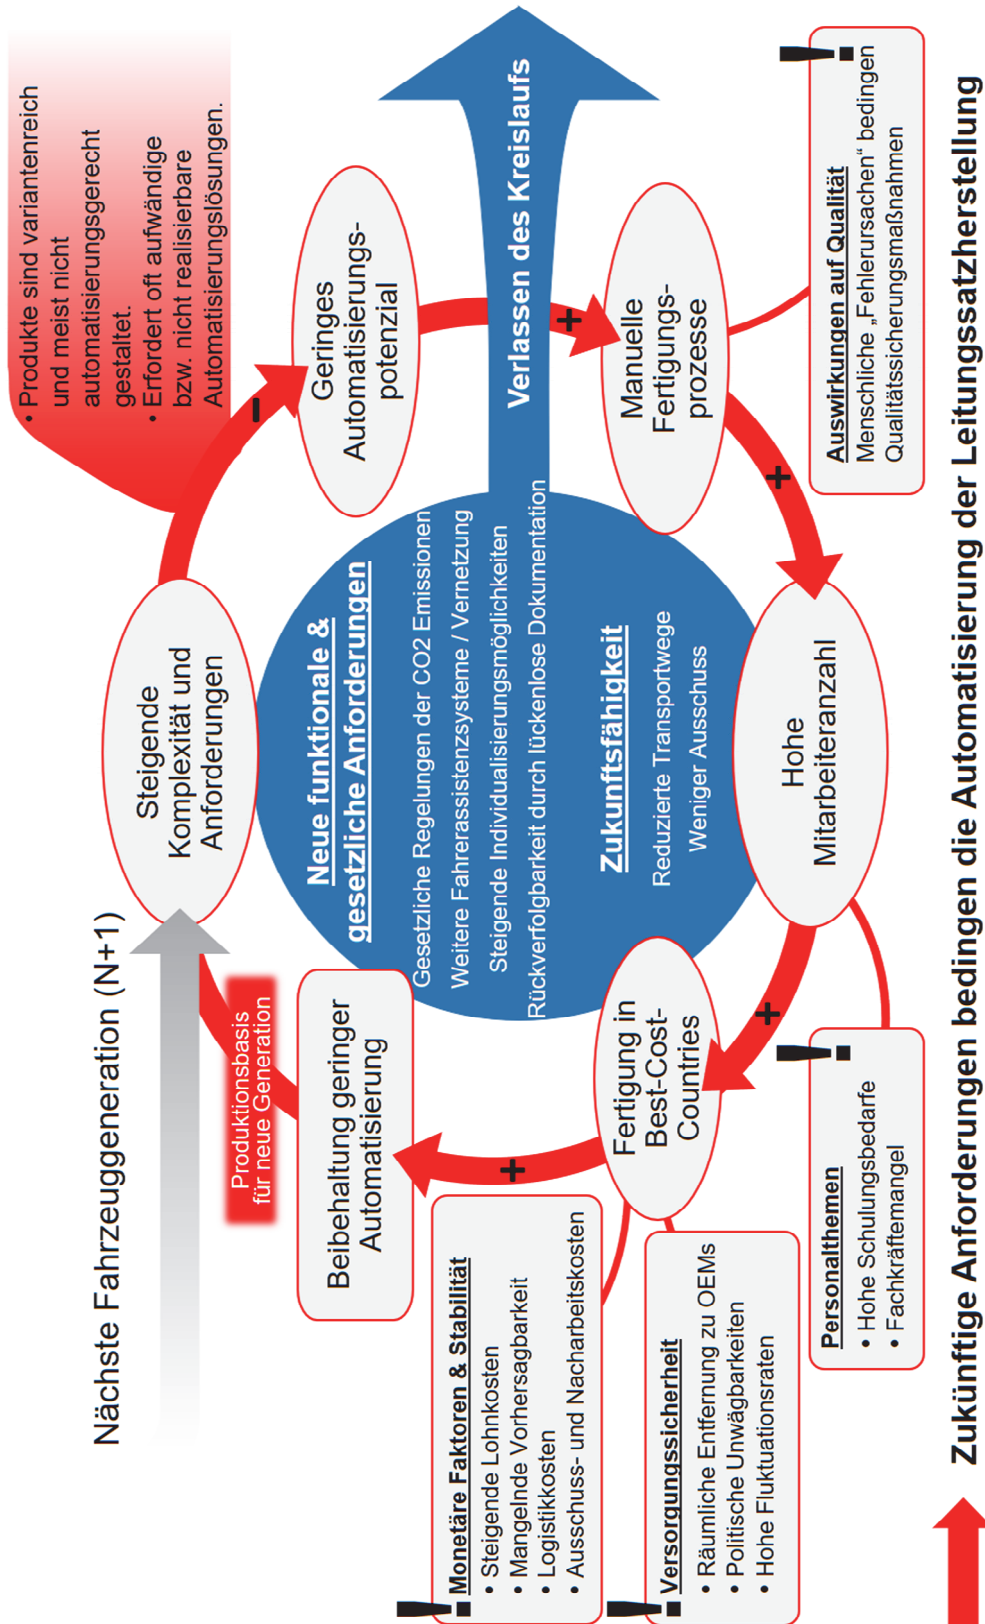 Nächste Fahrzeuggeneration (N+1)
Steigende
Komplexität und
Anforderungen
• Produkte sind variantenreich
und meist nicht
automatisierungsgerecht
gestaltet.
• Erfordert oft aufwändige
bzw. nicht realisierbare
Automatisierungslösungen.
-
Geringes
Automatisierungs-
potenzial
+
Verlassen des Kreislaufs
Manuelle
Fertigungs-
prozesse
!
Auswirkungen auf Qualität
Menschliche „Fehlerursachen“ bedingen
Qualitätssicherungsmaßnahmen
+
Hohe
Mitarbeiteranzahl
!
Personalthemen
• Hohe Schulungsbedarfe
• Fachkräftemangel
+
Fertigung in
Best-Cost-
Countries
!
Versorgungssicherheit
• Räumliche Entfernung zu OEMs
• Politische Unwägbarkeiten
• Hohe Fluktuationsraten
!
Monetäre Faktoren & Stabilität
• Steigende Lohnkosten
• Mangelnde Vorhersagbarkeit
• Logistikkosten
• Ausschuss- und Nacharbeitskosten
+
Beibehaltung geringer
Automatisierung
Produktionsbasis
für neue Generation
Neue funktionale &
gesetzliche Anforderungen
Gesetzliche Regelungen der CO2 Emissionen
Weitere Fahrerassistenzsysteme / Vernetzung
Steigende Individualisierungsmöglichkeiten
Rückverfolgbarkeit durch lückenlose Dokumentation
Zukunftsfähigkeit
Reduzierte Transportwege
Weniger Ausschuss
Zukünftige Anforderungen bedingen die Automatisierung der Leitungssatzherstellung